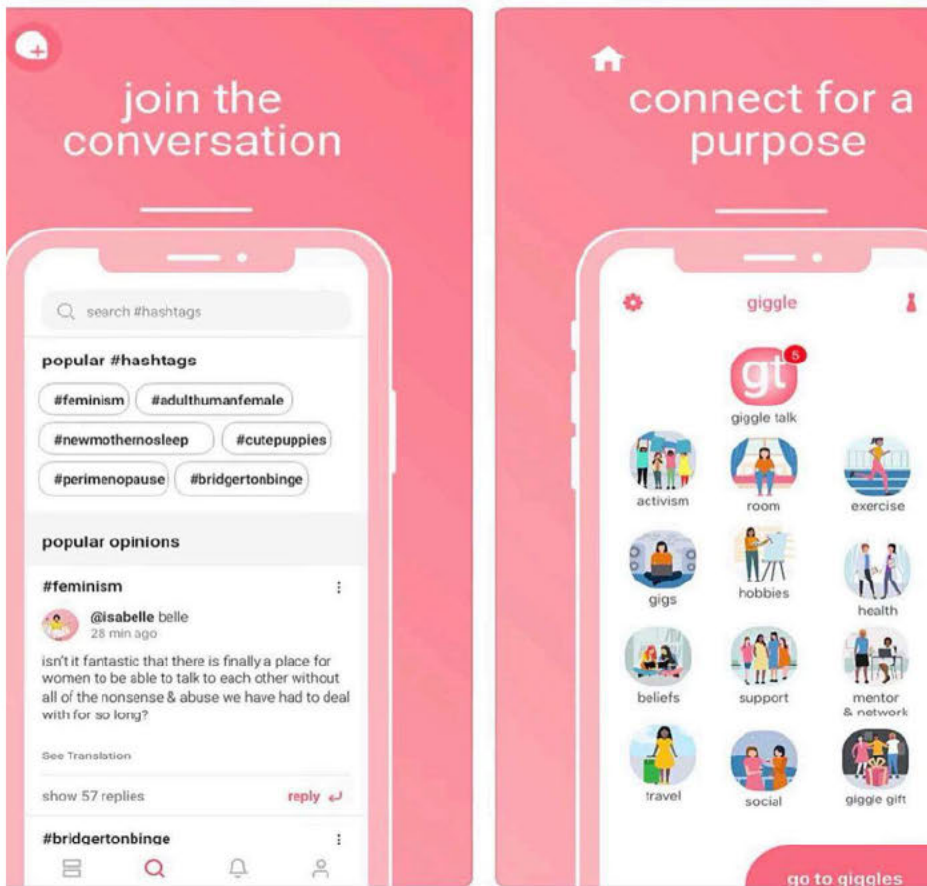 join the
conversation
search #hashtags
popular #hashtags
#feminism
#adulthumanfemale
#newmothernosleep
#cutepuppies
#perimenopause
#bridgertonbinge
popular opinions
#feminism
@isabelle belle
28 min ago
isn't it fantastic that there is finally a place for
women to be able to talk to each other without
all of the nonsense & abuse we have had to deal
with for so long?
See Translation
show 57 replies
reply
#bridgertonbinge
connect for a
purpose
giggle
gt
5
giggle talk
activism
room
exercise
gigs
hobbies
health
beliefs
support
mentor
& network
travel
social
giggle gift
go to giggles